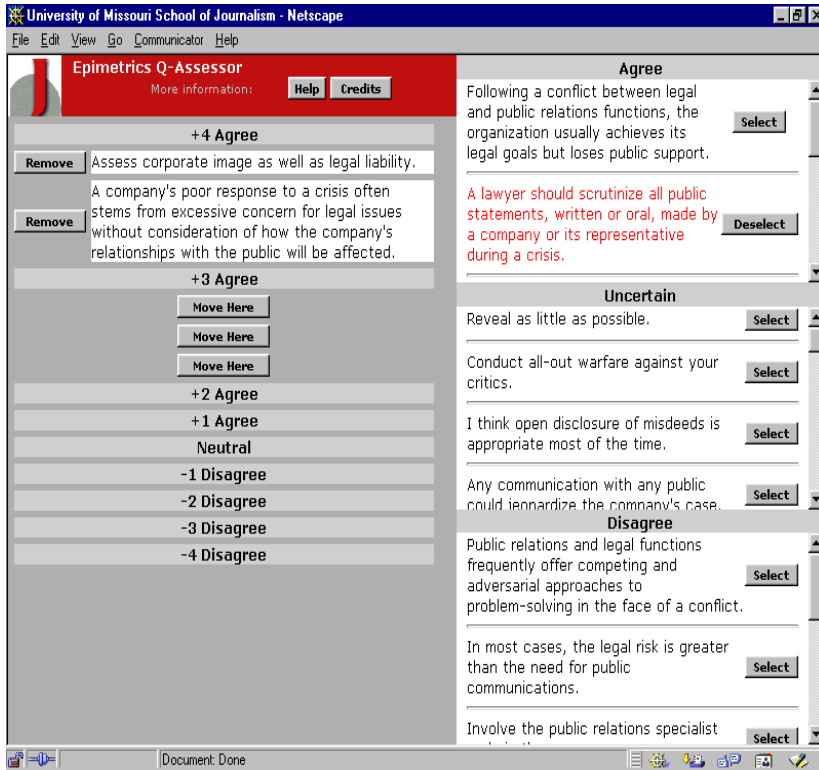 University of Missouri School of Journalism - Netscape
File Edit View Go Communicator Help
Epimetrics Q-Assessor
More information:
Help
Credits
+4 Agree
Remove
Assess corporate image as well as legal liability.
Remove
A company's poor response to a crisis often
stems from excessive concern for legal issues
without consideration of how the company's
relationships with the public will be affected.
+3 Agree
Move Here
Move Here
Move Here
+2 Agree
+1 Agree
Neutral
-1 Disagree
-2 Disagree
-3 Disagree
-4 Disagree
Agree
Following a conflict between legal
and public relations functions, the
organization usually achieves its
legal goals but loses public support.
Select
A lawyer should scrutinize all public
statements, written or oral, made by
a company or its representative
during a crisis.
Deselect
Uncertain
Reveal as little as possible.
Select
Conduct all-out warfare against your
critics.
Select
I think open disclosure of misdeeds is
appropriate most of the time.
Select
Any communication with any public
could jeopardize the company's case.
Select
Disagree
Public relations and legal functions
frequently offer competing and
adversarial approaches to
problem-solving in the face of a conflict.
Select
In most cases, the legal risk is greater
than the need for public
communications.
Select
Involve the public relations specialist
Select
Document: Done